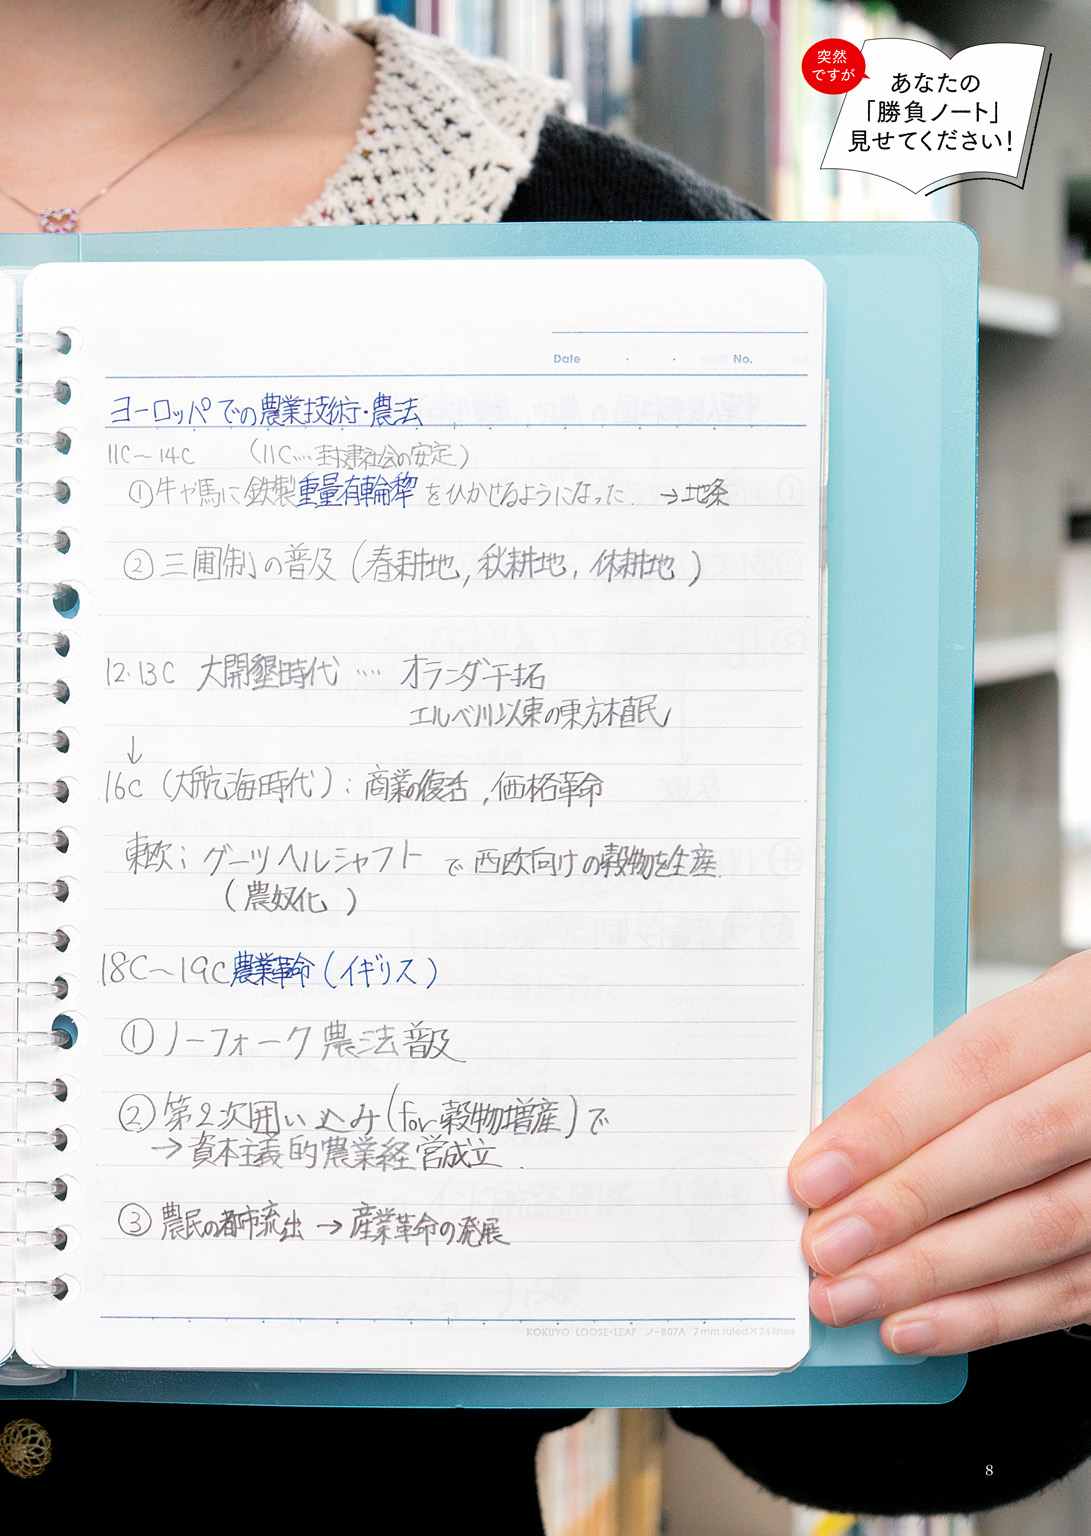 突然
ですが
あなたの
「勝負ノート」
見せてください!
Date ・ ・ No.
ヨーロッパでの農業技術・農法
11C〜14C (11C…封建社会の安定)
①牛や馬に鉄製重量有輪犂をひかせるようになった. →地条
②三圃制の普及(春耕地,秋耕地,休耕地)
12・13C 大開墾時代 …. オランダ干拓
エルベ川以東の東方植民
↓
16C(大航海時代):商業の復活,価格革命
東欧;グーツヘルシャフトで西欧向けの穀物を生産.
(農奴化)
18C〜19C農業革命(イギリス)
①ノーフォーク農法普及
②第2次囲い込み(for穀物増産)で
→資本主義的農業経営成立.
③農民の都市流出→産業革命の発展
KOKUYO LOOSE-LEAF ノ-807A 7mm ruled×24lines
8